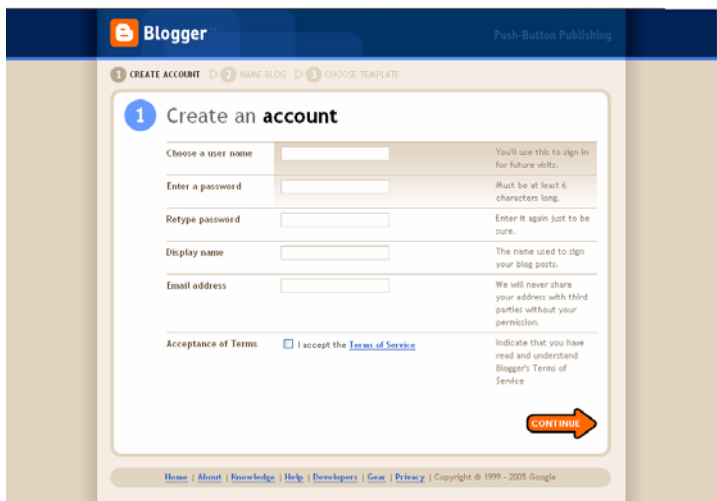 Blogger™
Push-Button Publishing
1 CREATE ACCOUNT 2 NAME BLOG 3 CHOOSE TEMPLATE
1 Create an account
Choose a user name
You'll use this to sign in
for future visits.
Enter a password
Must be at least 6
characters long.
Retype password
Enter it again just to be
sure.
Display name
The name used to sign
your blog posts.
Email address
We will never share
your address with third
parties without your
permission.
Acceptance of Terms
I accept the Terms of Service
Indicate that you have
read and understand
Blogger's Terms of
Service
CONTINUE
Home | About | Knowledge | Help | Developers | Gear | Privacy | Copyright © 1999 - 2005 Google